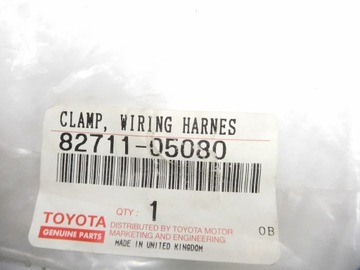 CLAMP, WIRING HARNES
82711-05080
TOYOTA
GENUINE PARTS
QTY: 1
DISTRIBUTED BY TOYOTA MOTOR
MARKETING AND ENGINEERING
MADE IN UNITED KINGDOM
0B